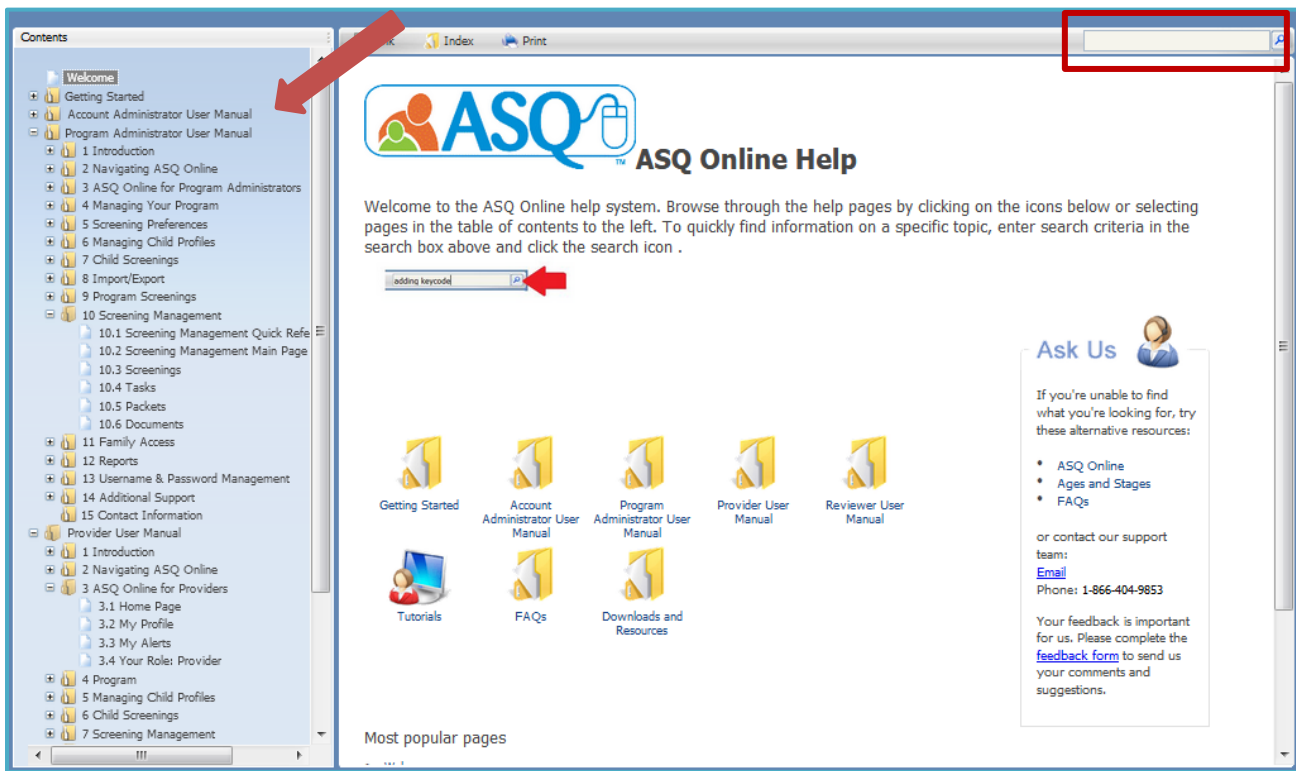 Contents
Index
Print
Welcome
Getting Started
Account Administrator User Manual
Program Administrator User Manual
1 Introduction
2 Navigating ASQ Online
3 ASQ Online for Program Administrators
4 Managing Your Program
5 Screening Preferences
6 Managing Child Profiles
7 Child Screenings
8 Import/Export
9 Program Screenings
10 Screening Management
10.1 Screening Management Quick Refe
10.2 Screening Management Main Page
10.3 Screenings
10.4 Tasks
10.5 Packets
10.6 Documents
11 Family Access
12 Reports
13 Username & Password Management
14 Additional Support
15 Contact Information
Provider User Manual
1 Introduction
2 Navigating ASQ Online
3 ASQ Online for Providers
3.1 Home Page
3.2 My Profile
3.3 My Alerts
3.4 Your Role: Provider
4 Program
5 Managing Child Profiles
6 Child Screenings
7 Screening Management
ASQ TM
ASQ Online Help
Welcome to the ASQ Online help system. Browse through the help pages by clicking on the icons below or selecting
pages in the table of contents to the left. To quickly find information on a specific topic, enter search criteria in the
search box above and click the search icon .
adding keycode
Ask Us
If you're unable to find
what you're looking for, try
these alternative resources:
• ASQ Online
• Ages and Stages
• FAQs
or contact our support
team:
Email
Phone: 1-866-404-9853
Your feedback is important
for us. Please complete the
feedback form to send us
your comments and
suggestions.
Getting Started
Account
Administrator User
Manual
Program
Administrator User
Manual
Provider User
Manual
Reviewer User
Manual
Tutorials
FAQs
Downloads and
Resources
Most popular pages